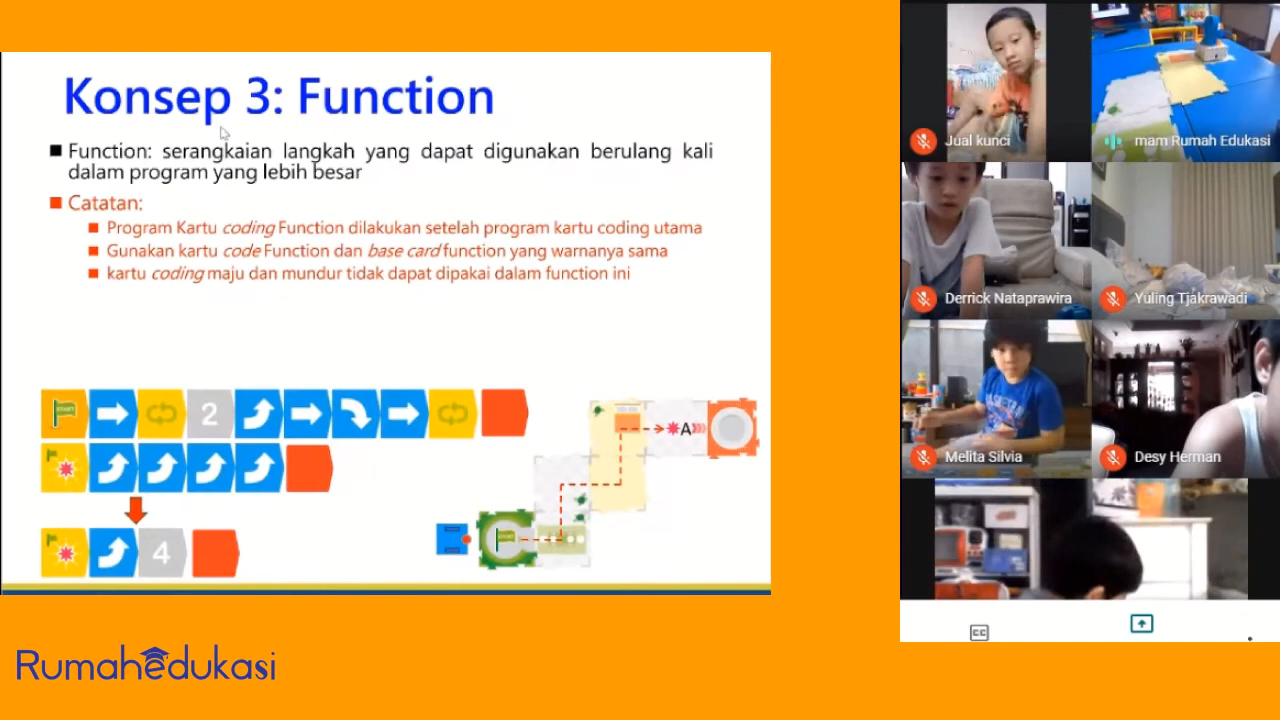 Konsep 3: Function
Function: serangkaian langkah yang dapat digunakan berulang kali
dalam program yang lebih besar
Catatan:
Program Kartu coding Function dilakukan setelah program kartu coding utama
Gunakan kartu code Function dan base card function yang warnanya sama
kartu coding maju dan mundur tidak dapat dipakai dalam function ini
START
2
4
START
A
RumahEdukasi
Jual kunci
mam Rumah Edukasi
Derrick Nataprawira
Yuling Tjakrawadi
Melita Silvia
Desy Herman
CC